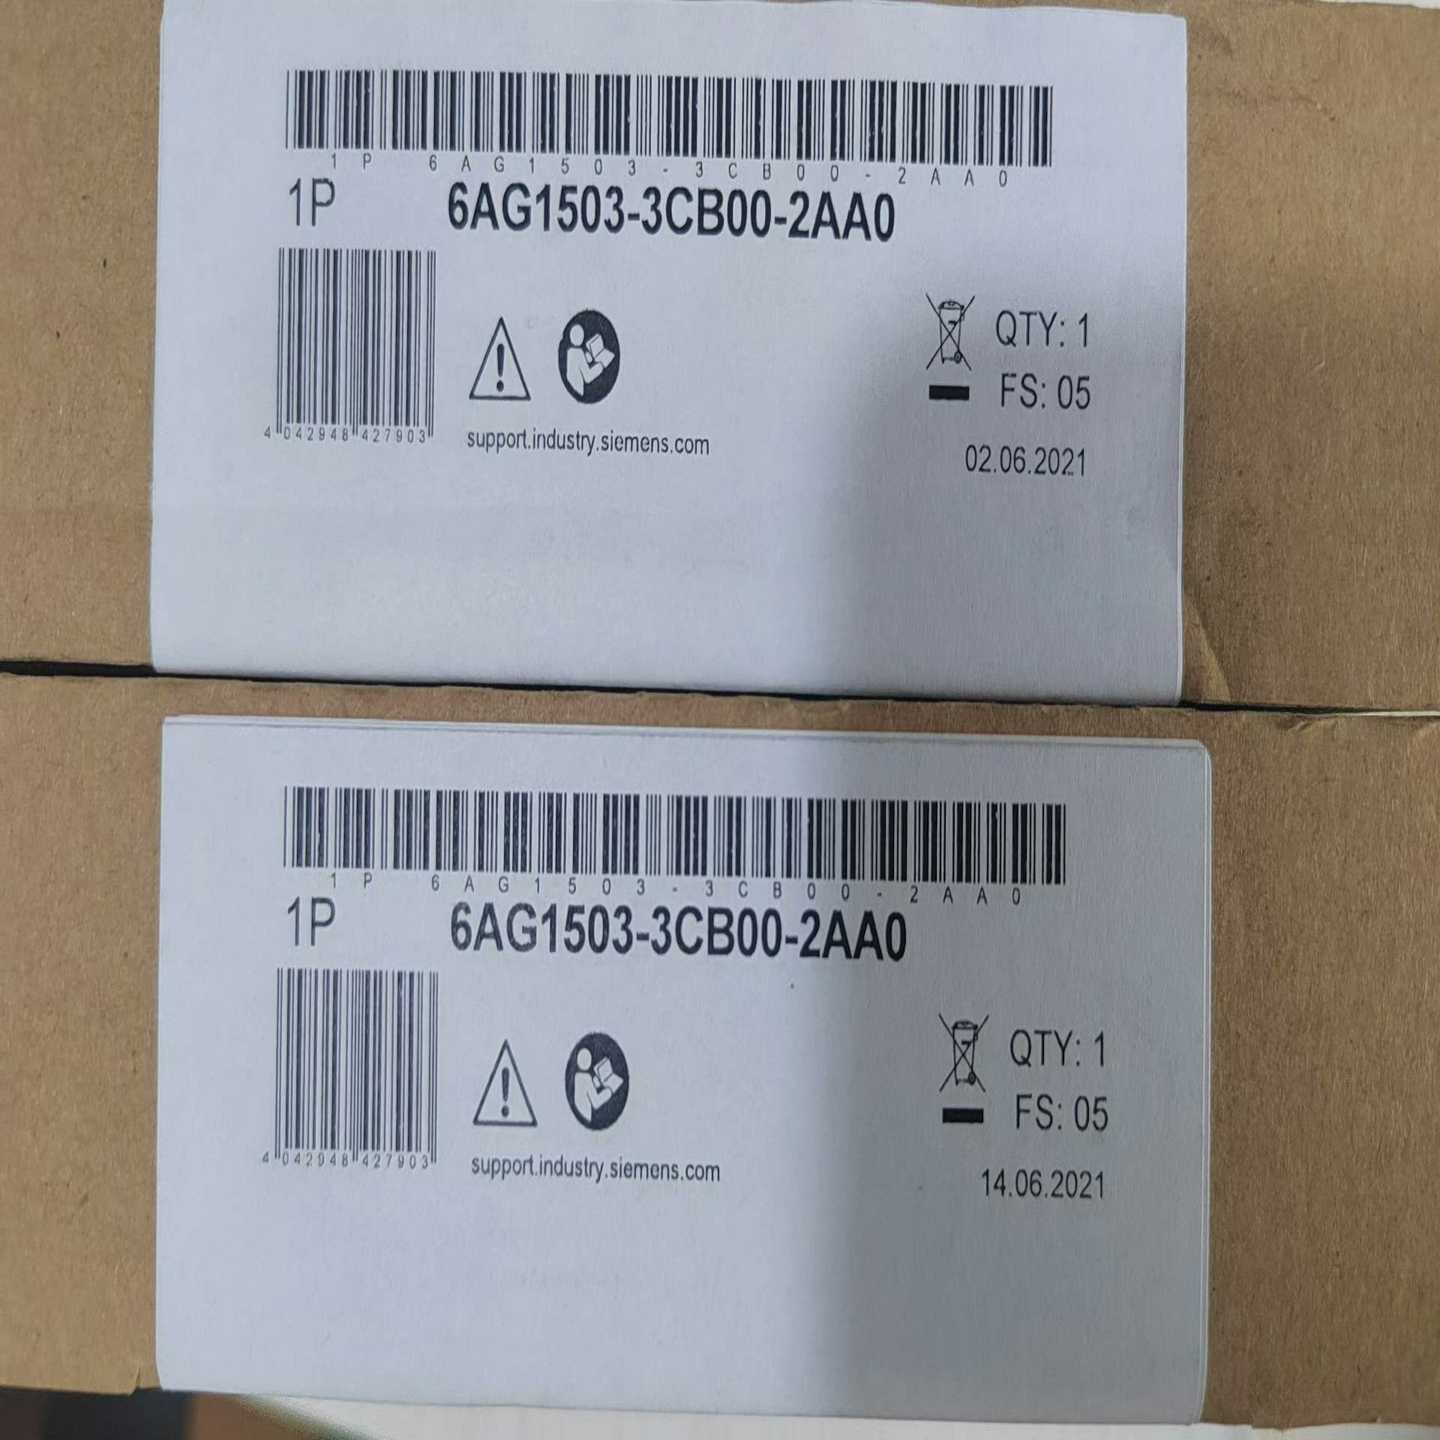 1P 6AG1503-3CB00-2AA0
1P 6AG1503-3CB00-2AA0
QTY: 1
FS: 05
4 042948 427903
support.industry.siemens.com
02.06.2021
1P 6AG1503-3CB00-2AA0
1P 6AG1503-3CB00-2AA0
QTY: 1
FS: 05
4 042948 427903
support.industry.siemens.com
14.06.2021